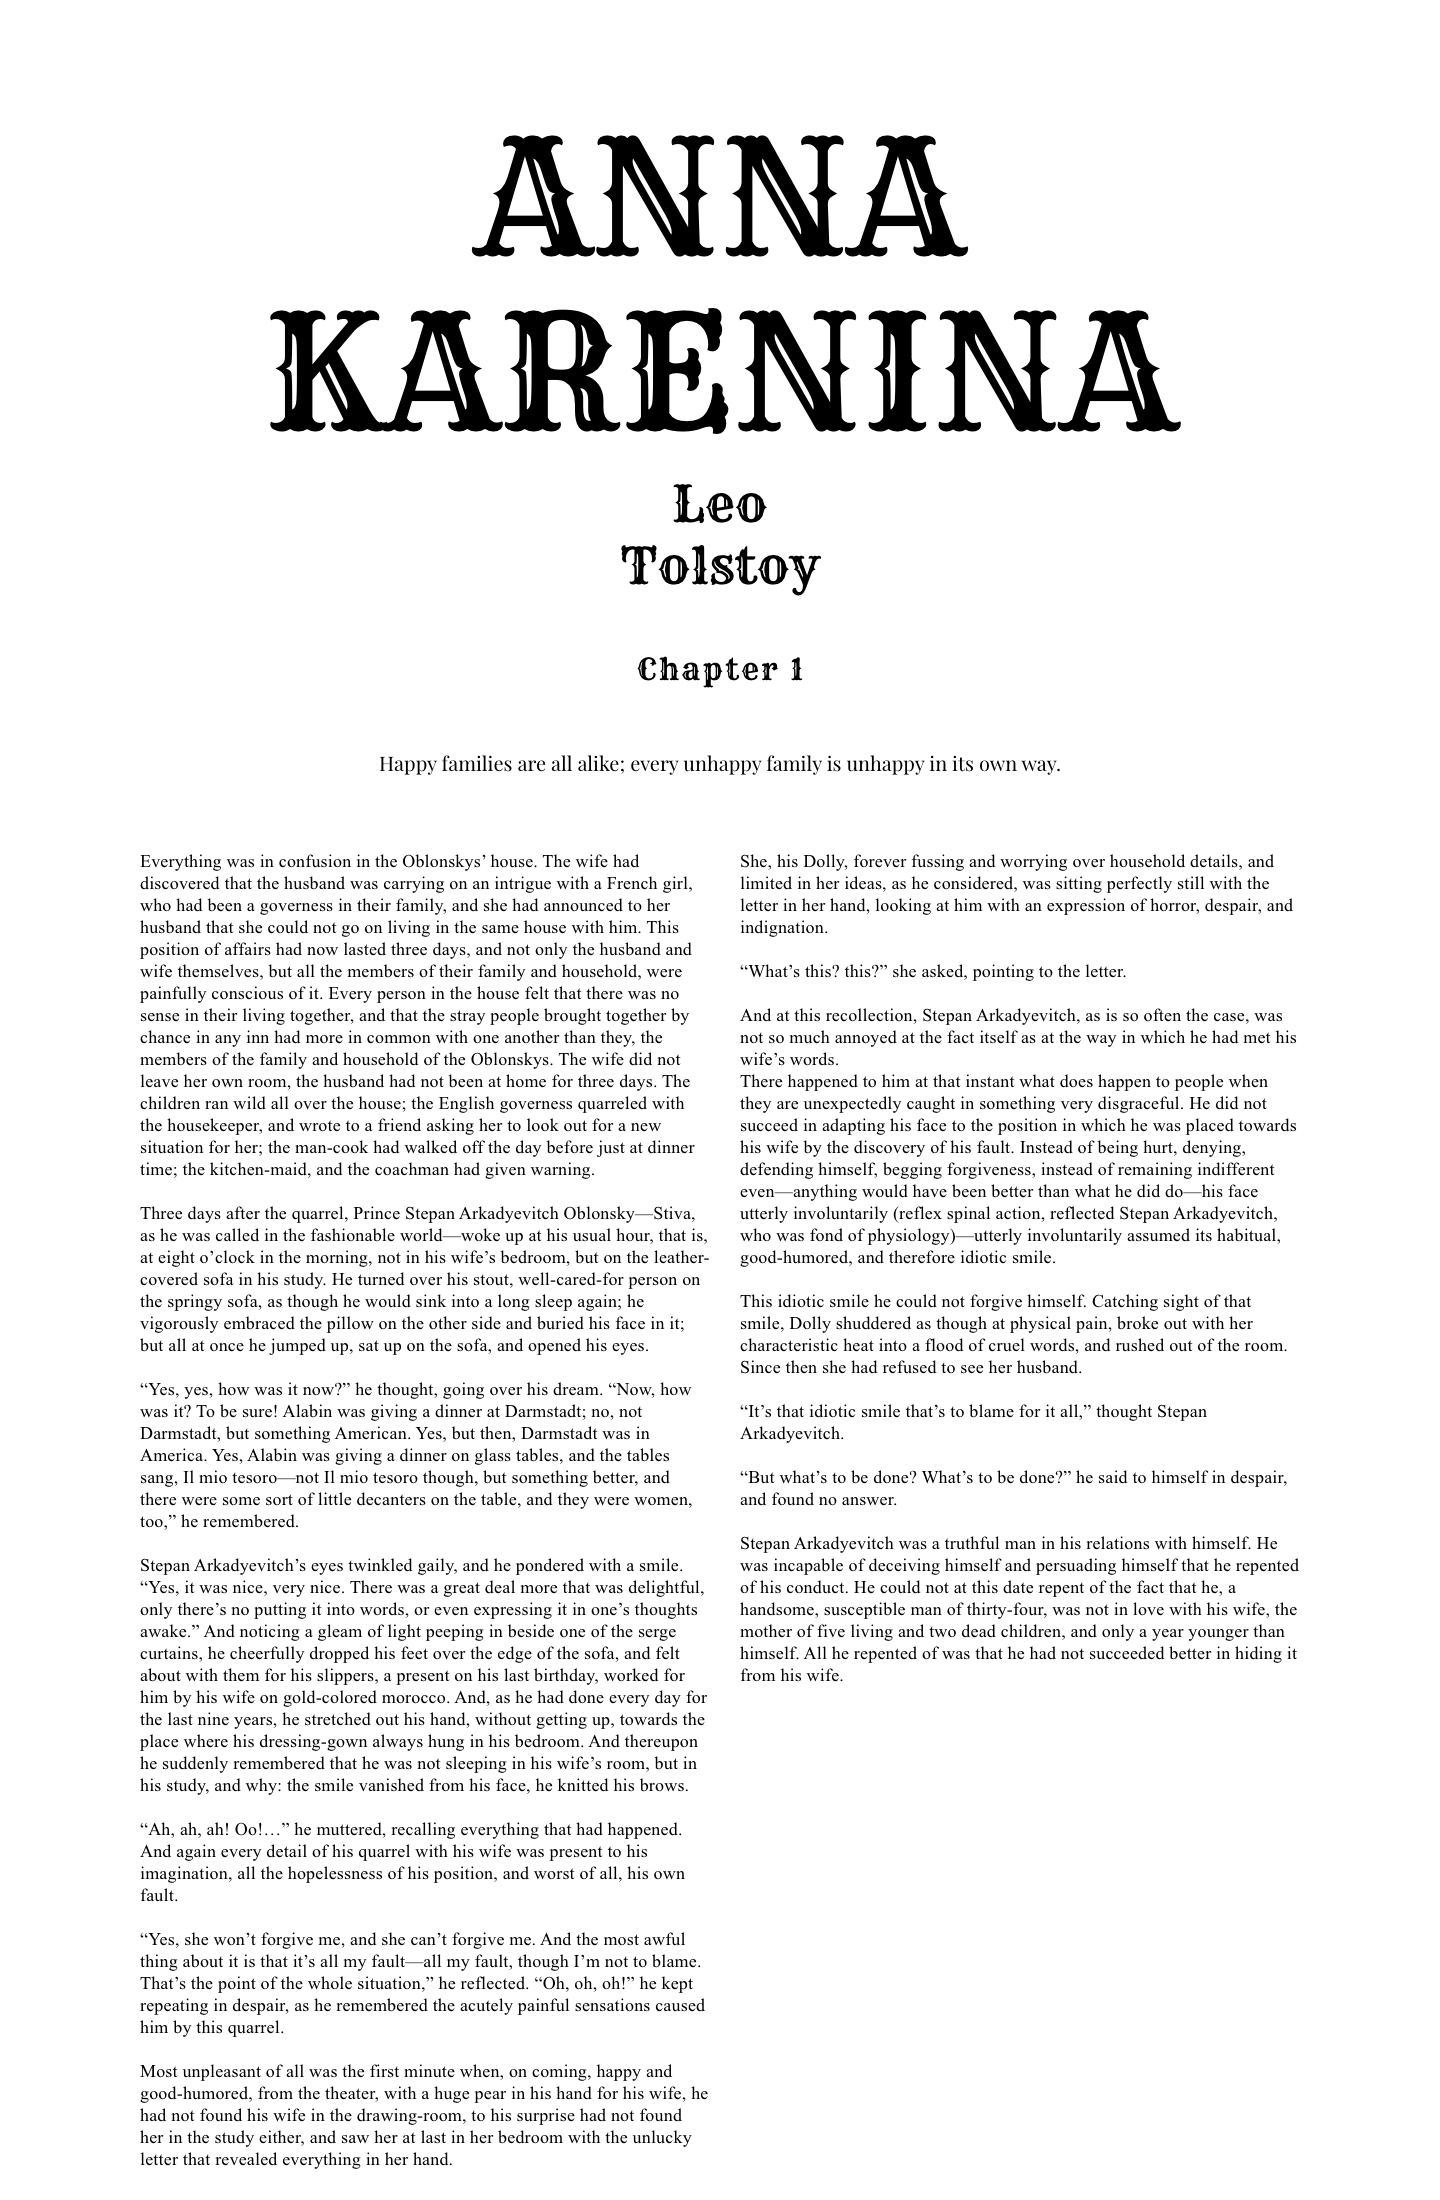 ANNA
KARENINA
Leo
Tolstoy
Chapter 1
Happy families are all alike; every unhappy family is unhappy in its own way.
Everything was in confusion in the Oblonskys’ house. The wife had
discovered that the husband was carrying on an intrigue with a French girl,
who had been a governess in their family, and she had announced to her
husband that she could not go on living in the same house with him. This
position of affairs had now lasted three days, and not only the husband and
wife themselves, but all the members of their family and household, were
painfully conscious of it. Every person in the house felt that there was no
sense in their living together, and that the stray people brought together by
chance in any inn had more in common with one another than they, the
members of the family and household of the Oblonskys. The wife did not
leave her own room, the husband had not been at home for three days. The
children ran wild all over the house; the English governess quarreled with
the housekeeper, and wrote to a friend asking her to look out for a new
situation for her; the man-cook had walked off the day before just at dinner
time; the kitchen-maid, and the coachman had given warning.
Three days after the quarrel, Prince Stepan Arkadyevitch Oblonsky—Stiva,
as he was called in the fashionable world—woke up at his usual hour, that is,
at eight o’clock in the morning, not in his wife’s bedroom, but on the leather-
covered sofa in his study. He turned over his stout, well-cared-for person on
the springy sofa, as though he would sink into a long sleep again; he
vigorously embraced the pillow on the other side and buried his face in it;
but all at once he jumped up, sat up on the sofa, and opened his eyes.
“Yes, yes, how was it now?” he thought, going over his dream. “Now, how
was it? To be sure! Alabin was giving a dinner at Darmstadt; no, not
Darmstadt, but something American. Yes, but then, Darmstadt was in
America. Yes, Alabin was giving a dinner on glass tables, and the tables
sang, Il mio tesoro—not Il mio tesoro though, but something better, and
there were some sort of little decanters on the table, and they were women,
too,” he remembered.
Stepan Arkadyevitch’s eyes twinkled gaily, and he pondered with a smile.
“Yes, it was nice, very nice. There was a great deal more that was delightful,
only there’s no putting it into words, or even expressing it in one’s thoughts
awake.” And noticing a gleam of light peeping in beside one of the serge
curtains, he cheerfully dropped his feet over the edge of the sofa, and felt
about with them for his slippers, a present on his last birthday, worked for
him by his wife on gold-colored morocco. And, as he had done every day for
the last nine years, he stretched out his hand, without getting up, towards the
place where his dressing-gown always hung in his bedroom. And thereupon
he suddenly remembered that he was not sleeping in his wife’s room, but in
his study, and why: the smile vanished from his face, he knitted his brows.
“Ah, ah, ah! Oo!…” he muttered, recalling everything that had happened.
And again every detail of his quarrel with his wife was present to his
imagination, all the hopelessness of his position, and worst of all, his own
fault.
“Yes, she won’t forgive me, and she can’t forgive me. And the most awful
thing about it is that it’s all my fault—all my fault, though I’m not to blame.
That’s the point of the whole situation,” he reflected. “Oh, oh, oh!” he kept
repeating in despair, as he remembered the acutely painful sensations caused
him by this quarrel.
Most unpleasant of all was the first minute when, on coming, happy and
good-humored, from the theater, with a huge pear in his hand for his wife, he
had not found his wife in the drawing-room, to his surprise had not found
her in the study either, and saw her at last in her bedroom with the unlucky
letter that revealed everything in her hand.
She, his Dolly, forever fussing and worrying over household details, and
limited in her ideas, as he considered, was sitting perfectly still with the
letter in her hand, looking at him with an expression of horror, despair, and
indignation.
“What’s this? this?” she asked, pointing to the letter.
And at this recollection, Stepan Arkadyevitch, as is so often the case, was
not so much annoyed at the fact itself as at the way in which he had met his
wife’s words.
There happened to him at that instant what does happen to people when
they are unexpectedly caught in something very disgraceful. He did not
succeed in adapting his face to the position in which he was placed towards
his wife by the discovery of his fault. Instead of being hurt, denying,
defending himself, begging forgiveness, instead of remaining indifferent
even—anything would have been better than what he did do—his face
utterly involuntarily (reflex spinal action, reflected Stepan Arkadyevitch,
who was fond of physiology)—utterly involuntarily assumed its habitual,
good-humored, and therefore idiotic smile.
This idiotic smile he could not forgive himself. Catching sight of that
smile, Dolly shuddered as though at physical pain, broke out with her
characteristic heat into a flood of cruel words, and rushed out of the room.
Since then she had refused to see her husband.
“It’s that idiotic smile that’s to blame for it all,” thought Stepan
Arkadyevitch.
“But what’s to be done? What’s to be done?” he said to himself in despair,
and found no answer.
Stepan Arkadyevitch was a truthful man in his relations with himself. He
was incapable of deceiving himself and persuading himself that he repented
of his conduct. He could not at this date repent of the fact that he, a
handsome, susceptible man of thirty-four, was not in love with his wife, the
mother of five living and two dead children, and only a year younger than
himself. All he repented of was that he had not succeeded better in hiding it
from his wife.